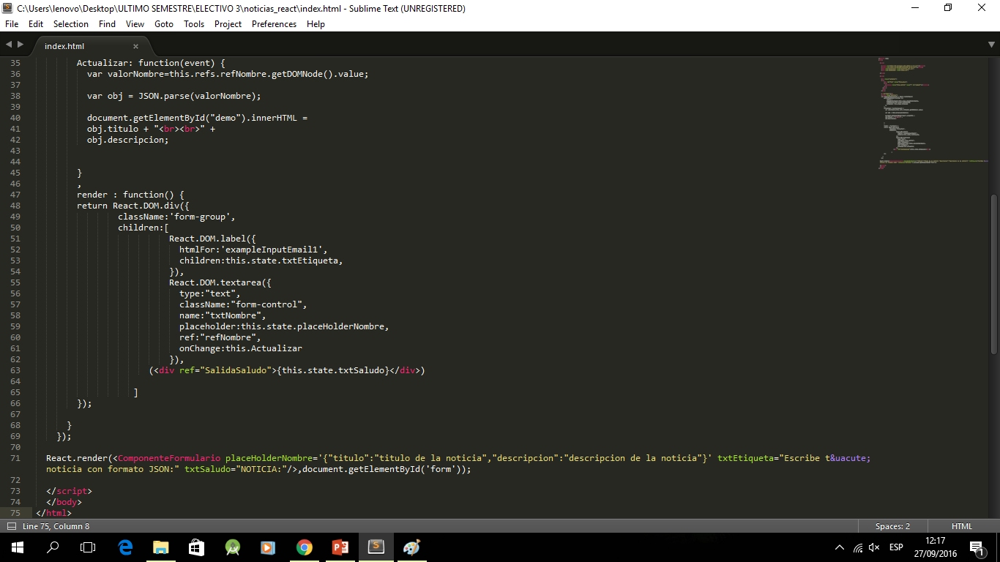 C:\Users\lenovo\Desktop\ULTIMO SEMESTRE\ELECTIVO 3\noticias_react\index.html - Sublime Text (UNREGISTERED)
File Edit Selection Find View Goto Tools Project Preferences Help
index.html
35 Actualizar: function(event) {
36 var valorNombre=this.refs.refNombre.getDOMNode().value;
37
38 var obj = JSON.parse(valorNombre);
39
40 document.getElementById("demo").innerHTML =
41 obj.titulo + "<br><br>" +
42 obj.descripcion;
43
44
45 }
46 ,
47 render : function() {
48 return React.DOM.div({
49 className:'form-group',
50 children:[
51 React.DOM.label({
52 htmlFor:'exampleInputEmail1',
53 children:this.state.txtEtiqueta,
54 }),
55 React.DOM.textarea({
56 type:"text",
57 className:"form-control",
58 name:"txtNombre",
59 placeholder:this.state.placeHolderNombre,
60 ref:"refNombre",
61 onChange:this.Actualizar
62 }),
63 (<div ref="SalidaSaludo">{this.state.txtSaludo}</div>)
64
65 ]
66 });
67
68 }
69 });
70
71 React.render(<ComponenteFormulario placeHolderNombre='{"titulo":"titulo de la noticia","descripcion":"descripcion de la noticia"}' txtEtiqueta="Escribe t&uacute;
noticia con formato JSON:" txtSaludo="NOTICIA:"/>,document.getElementById('form'));
72
73 </script>
74 </body>
75 </html>
Line 75, Column 8 Spaces: 2 HTML
ESP 12:17
27/09/2016 1